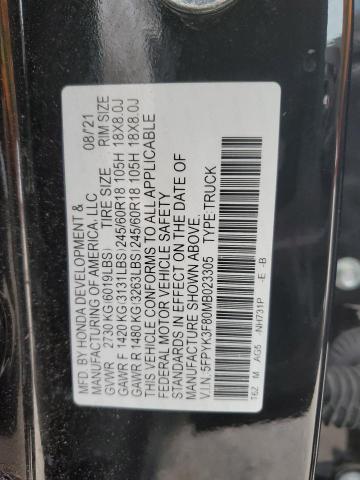 MFD. BY HONDA DEVELOPMENT &
MANUFACTURING OF AMERICA, LLC 08/'21
GVWR 2730 KG (6019LBS) TIRE SIZE RIM SIZE
GAWR F 1420 KG(3131LBS) 245/60R18 105H 18X8.0J
GAWR R 1480 KG(3263LBS) 245/60R18 105H 18X8.0J
THIS VEHICLE CONFORMS TO ALL APPLICABLE
FEDERAL MOTOR VEHICLE SAFETY
STANDARDS IN EFFECT ON THE DATE OF
MANUFACTURE SHOWN ABOVE.
V.I.N.:5FPYK3F80MB023305 TYPE:TRUCK
T6Z M AG5 NH731P -E -B